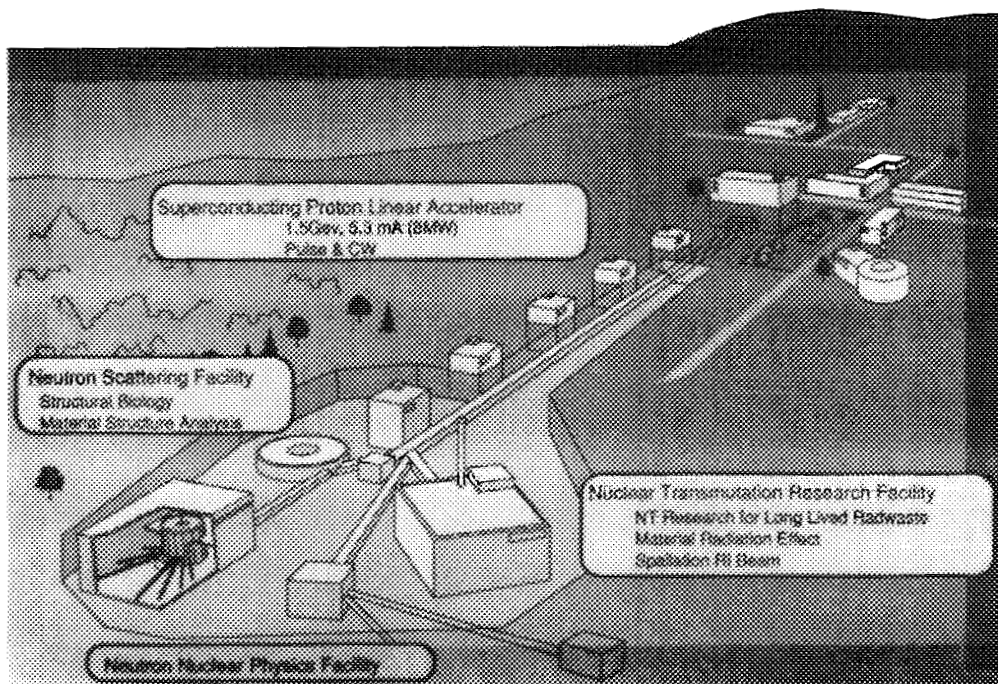 Superconducting Proton Linear Accelerator
1.5Gev, 5.3 mA (8MW)
Pulse & CW
Neutron Scattering Facility
Structural Biology
Material Structure Analysis
Nuclear Transmutation Research Facility
NT Research for Long Lived Radwaste
Material Radiation Effect
Spallation RI Beam
Neutron Nuclear Physics Facility